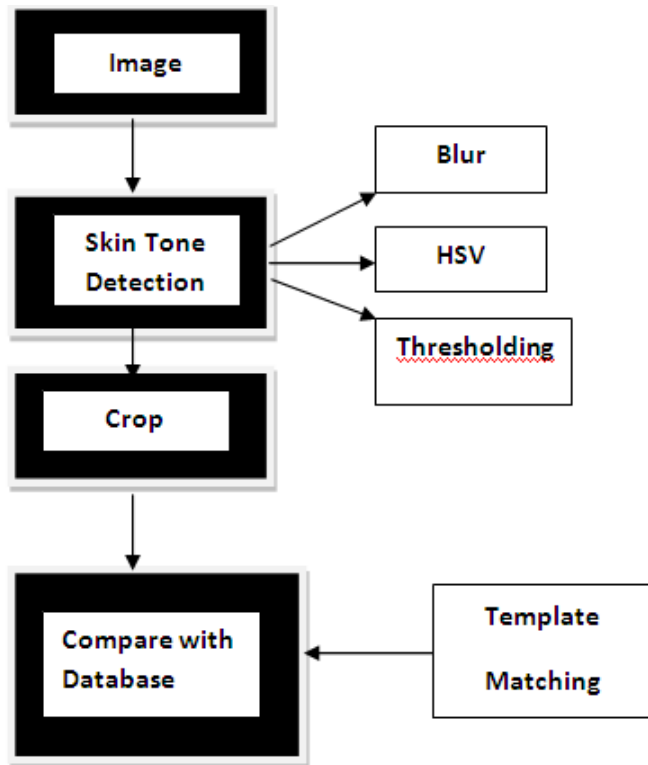 Image
Blur
Skin Tone
Detection
HSV
Thresholding
Crop
Compare with
Database
Template
Matching